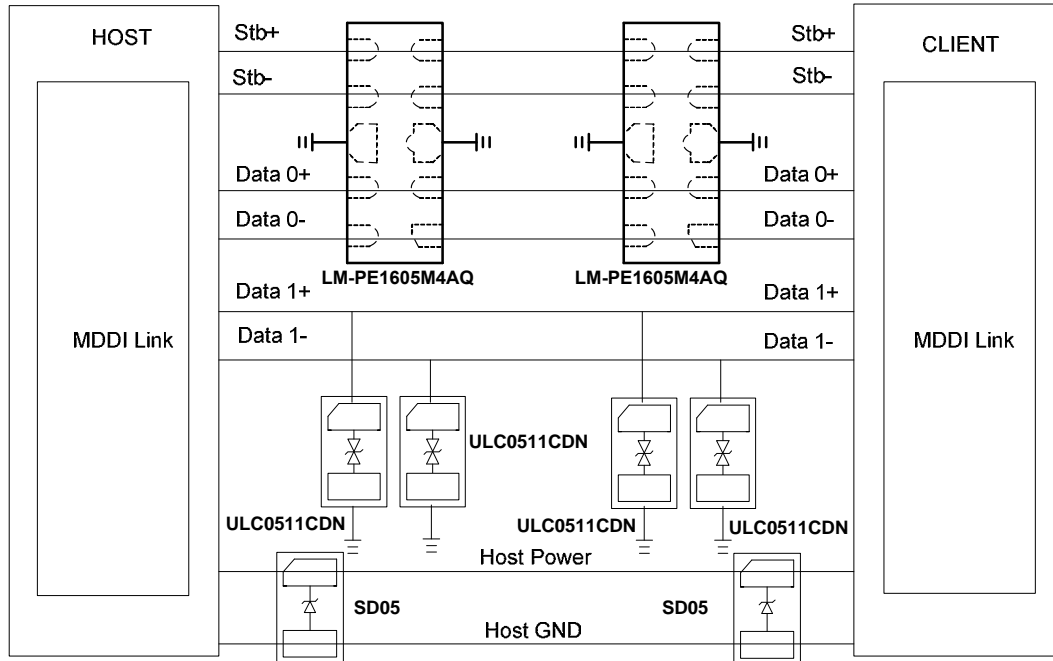 HOST
CLIENT
Stb+
Stb+
Stb-
Stb-
Data 0+
Data 0+
Data 0-
Data 0-
LM-PE1605M4AQ
LM-PE1605M4AQ
Data 1+
Data 1+
MDDI Link
Data 1-
Data 1-
MDDI Link
ULC0511CDN
ULC0511CDN
ULC0511CDN
ULC0511CDN
Host Power
SD05
SD05
Host GND